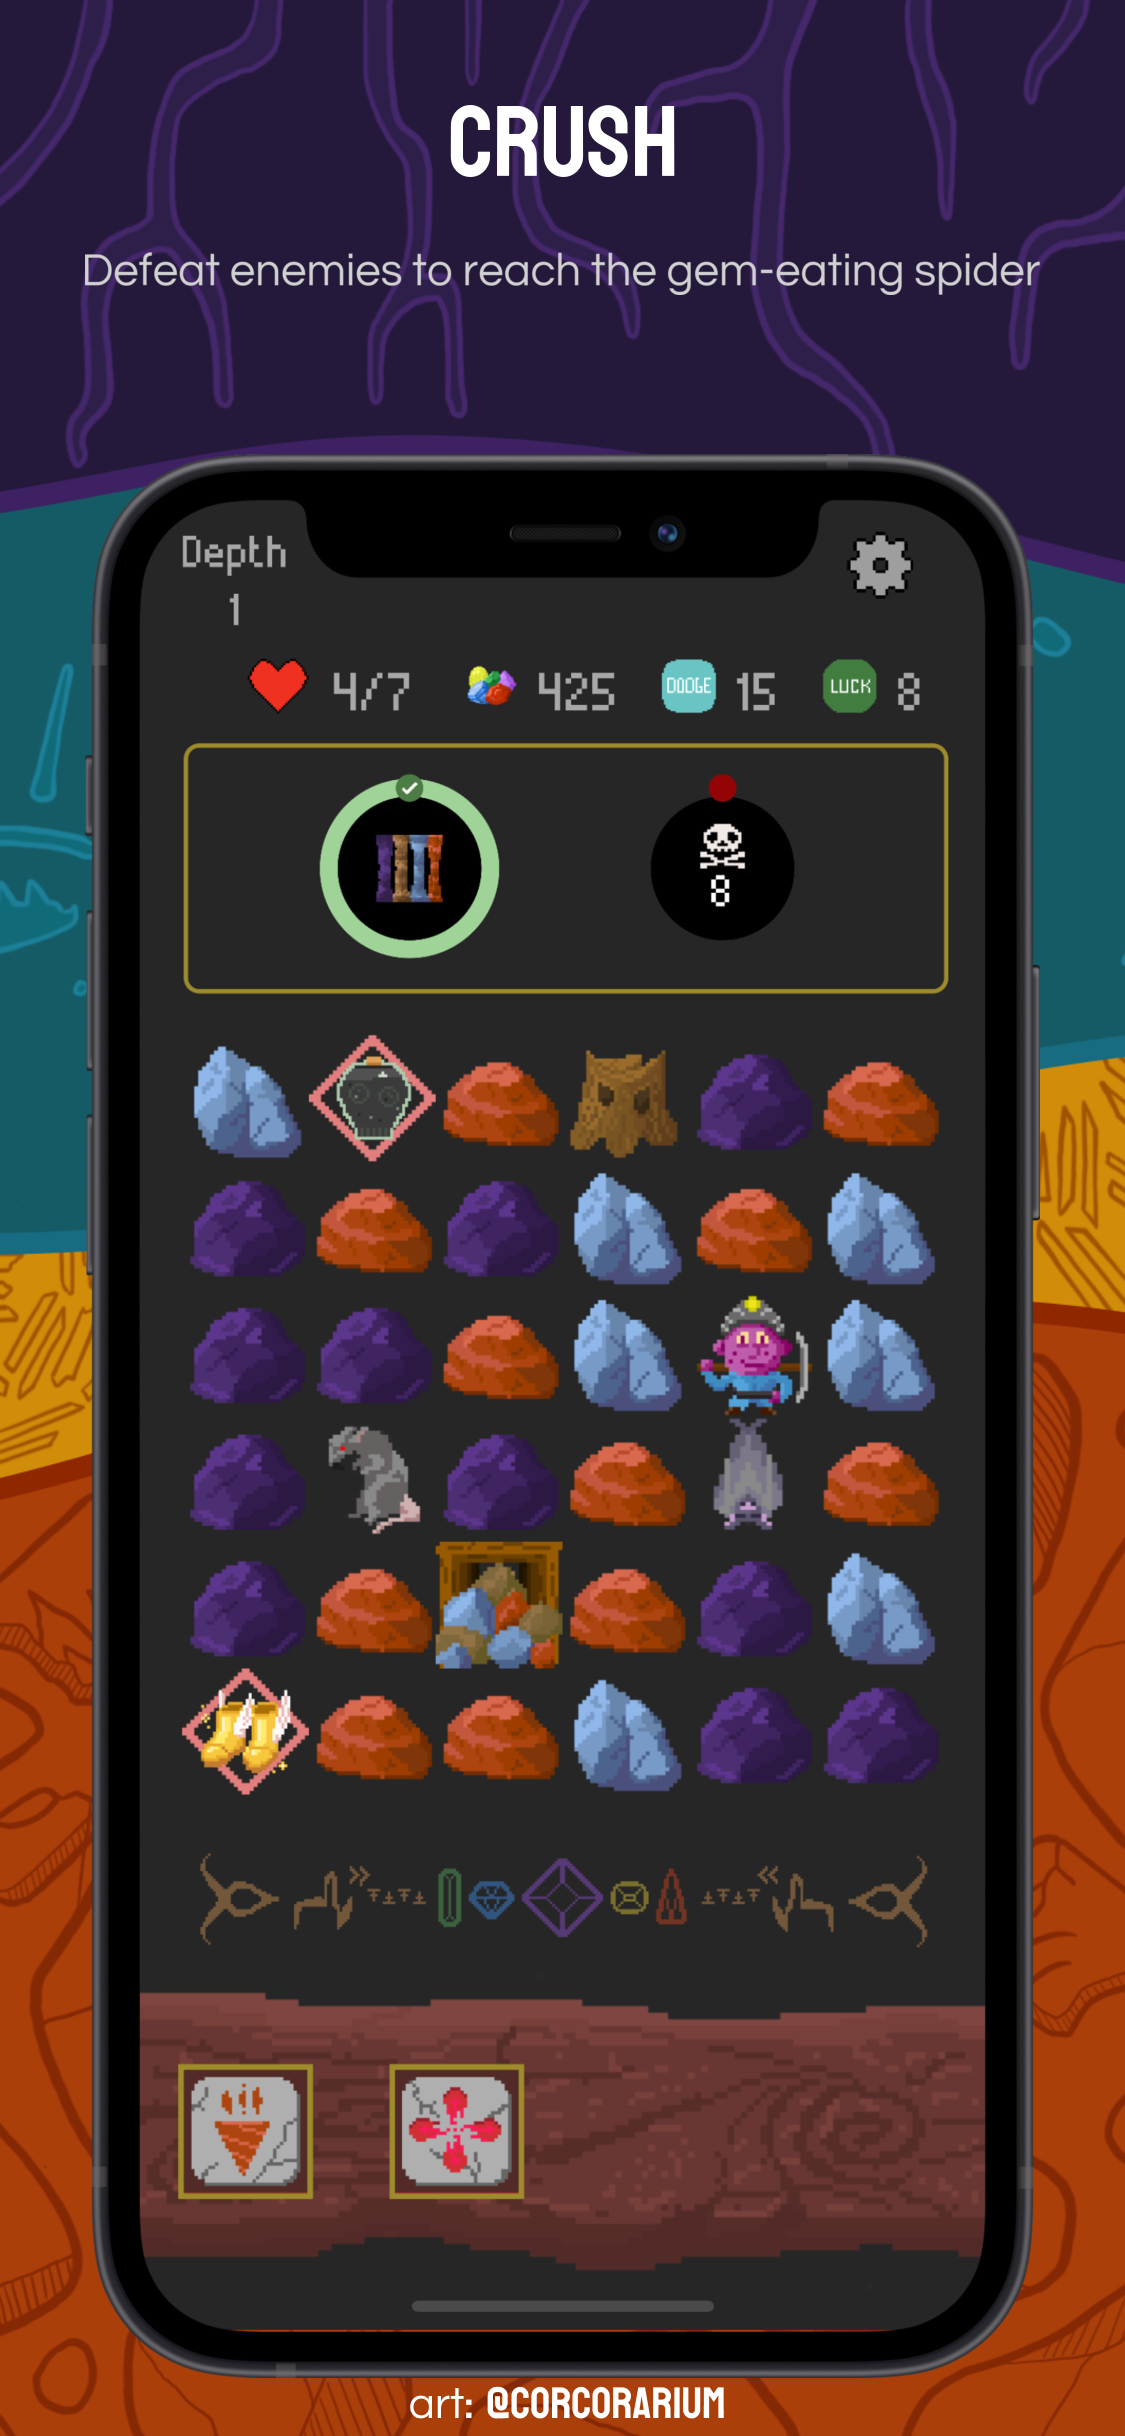 CRUSH
Defeat enemies to reach the gem-eating spider
Depth
1
4/7 425 DODGE 15 LUCK 8
8
art: @CORCORARIUM